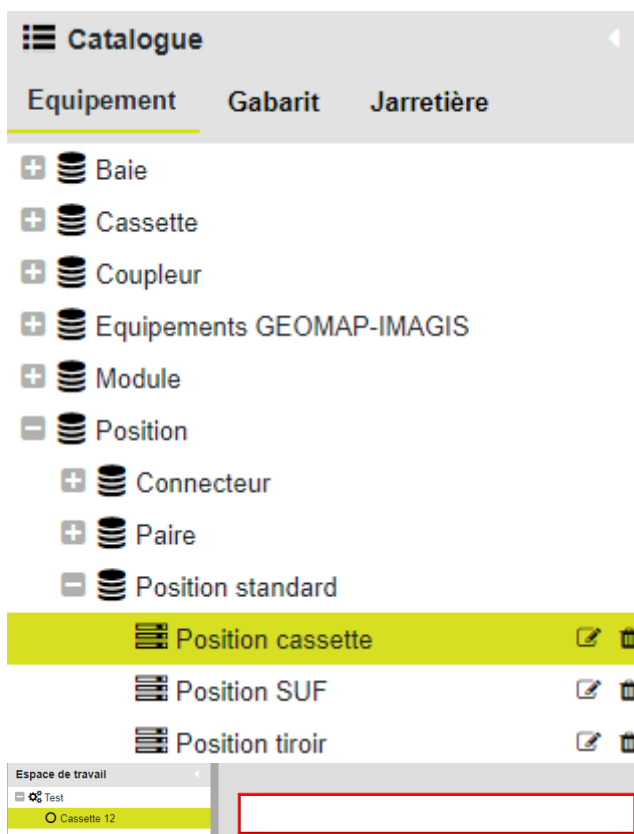 Catalogue
Equipement Gabarit Jarretière
Baie
Cassette
Coupleur
Equipements GEOMAP-IMAGIS
Module
Position
Connecteur
Paire
Position standard
Position cassette
Position SUF
Position tiroir
Espace de travail
Test
Cassette 12